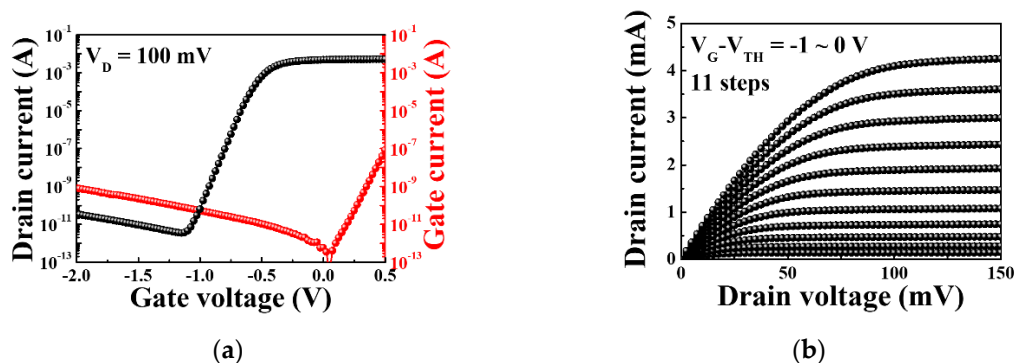 V_D = 100 mV
Drain current (A)
10^-1
10^-3
10^-5
10^-7
10^-9
10^-11
10^-13
10^-1
10^-3
10^-5
10^-7
10^-9
10^-11
10^-13
Gate current (A)
-2.0 -1.5 -1.0 -0.5 0.0 0.5
Gate voltage (V)
(a)
V_G-V_TH = -1 ~ 0 V
11 steps
Drain current (mA)
5
4
3
2
1
0
0 50 100 150
Drain voltage (mV)
(b)